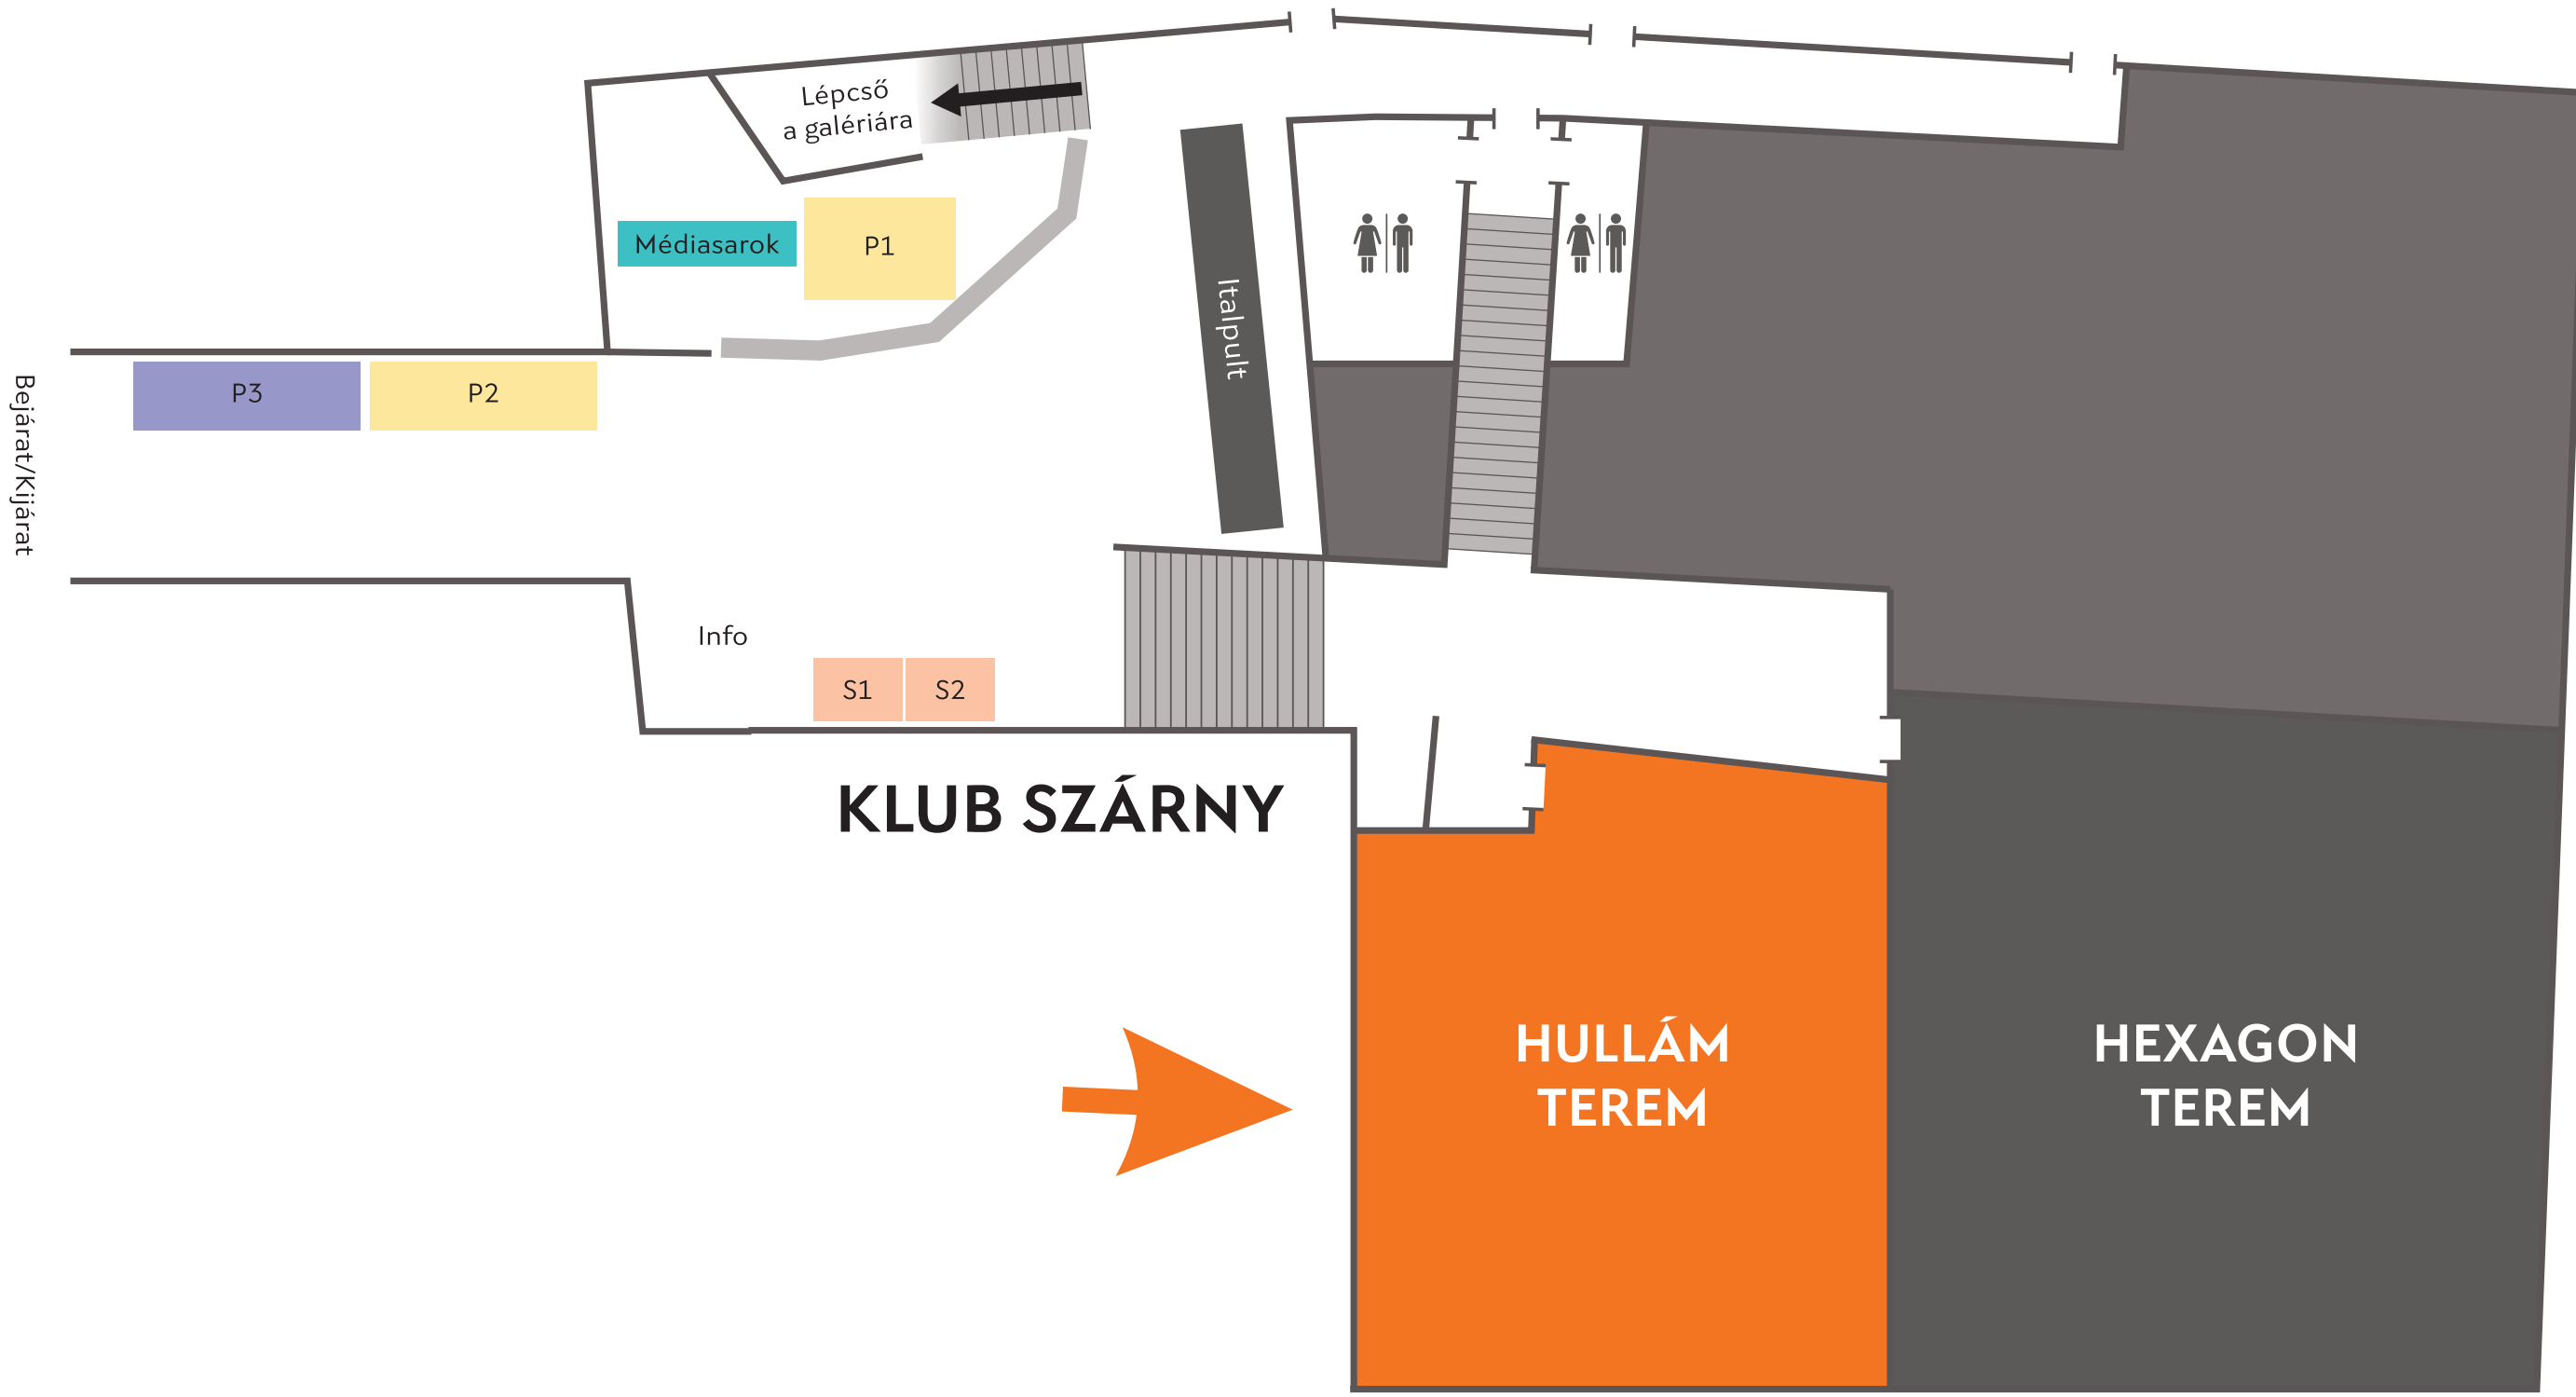 Lépcső
a galériára
Médiasarok
P1
Italpult
P3
P2
Bejárat/Kijárat
Info
S1
S2
KLUB SZÁRNY
HULLÁM
TEREM
HEXAGON
TEREM